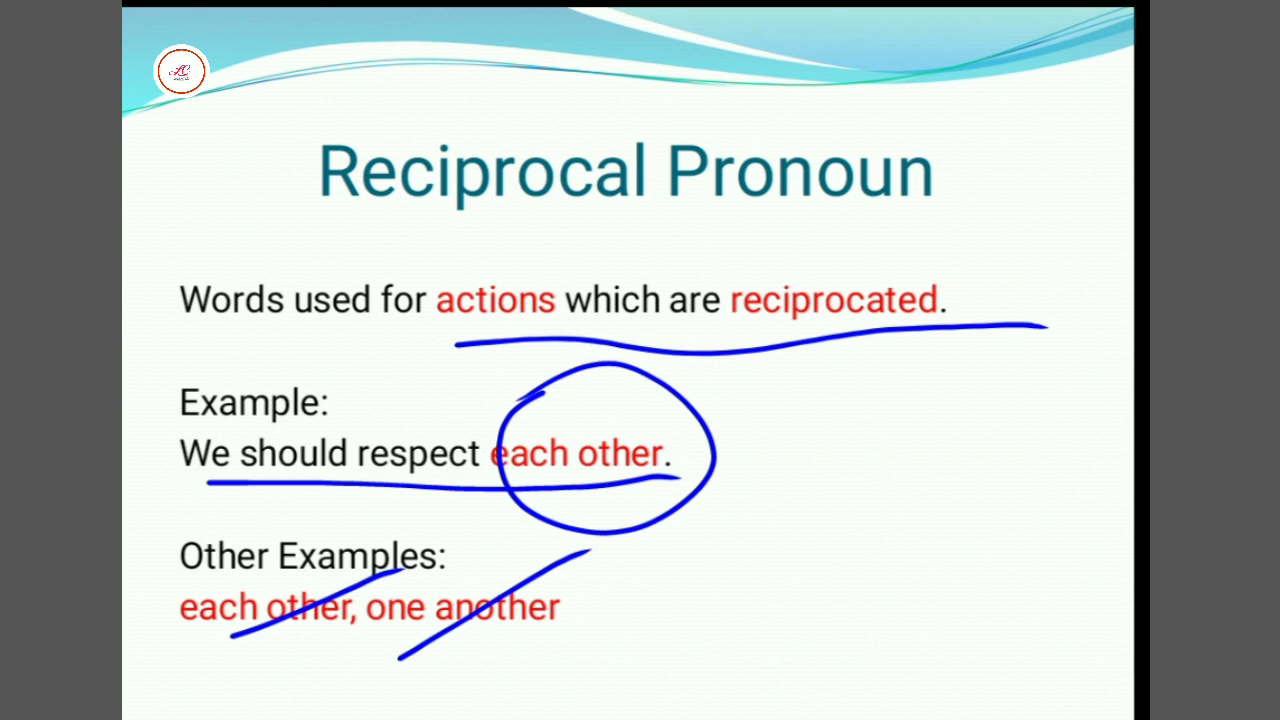 Reciprocal Pronoun
Words used for actions which are reciprocated.
Example:
We should respect each other.
Other Examples:
each other, one another